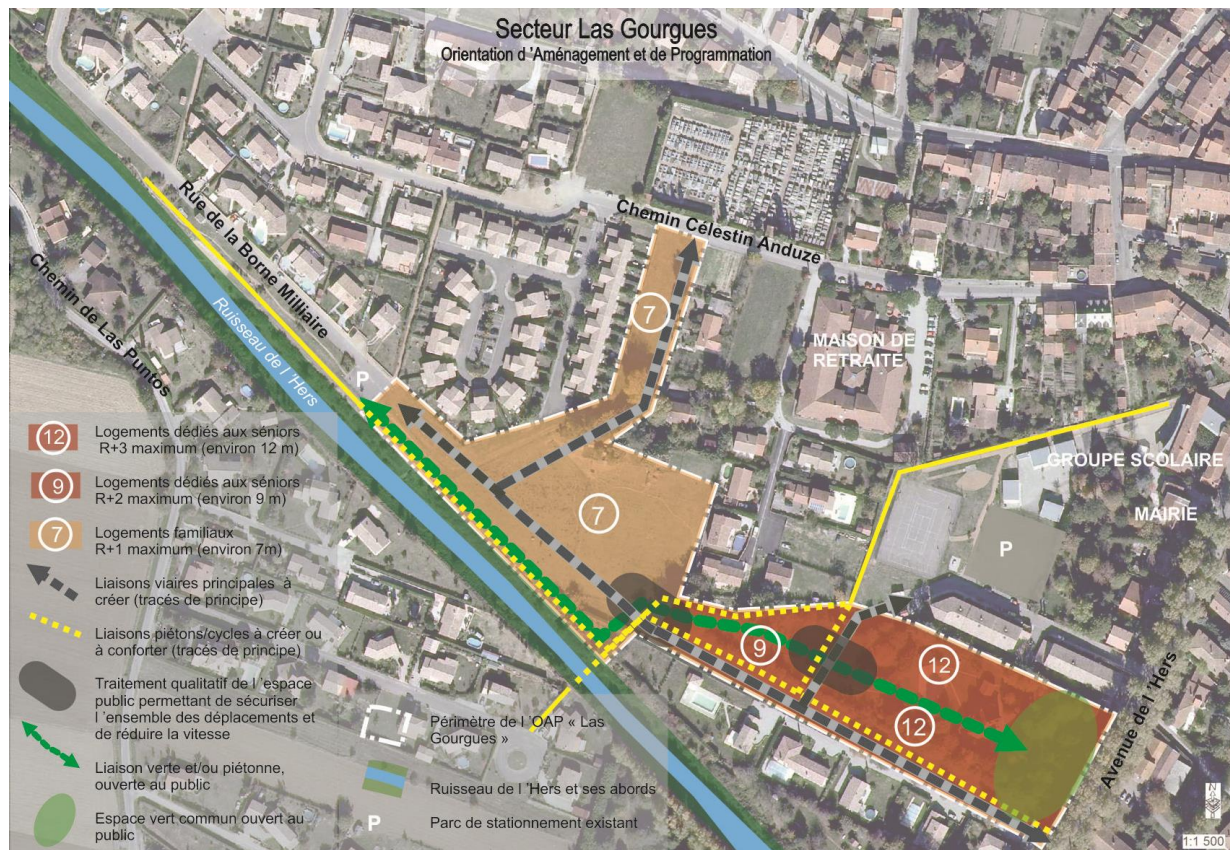 Secteur Las Gourgues
Orientation d 'Aménagement et de Programmation
Rue de la Borne Milliaire
Chemin Célestin Anduze
Chemin de Las Puntos
Ruisseau de l 'Hers
P
7
MAISON DE
RETRAITE
GROUPE SCOLAIRE
MAIRIE
P
7
9
12
12
Avenue de l 'Hers
12
Logements dédiés aux séniors
R+3 maximum (environ 12 m)
9
Logements dédiés aux séniors
R+2 maximum (environ 9 m)
7
Logements familiaux
R+1 maximum (environ 7m)
Liaisons viaires principales à
créer (tracés de principe)
Liaisons piétons/cycles à créer ou
à conforter (tracés de principe)
Traitement qualitatif de l 'espace
public permettant de sécuriser
l 'ensemble des déplacements et
de réduire la vitesse
Liaison verte et/ou piétonne,
ouverte au public
Espace vert commun ouvert au
public
Périmètre de l 'OAP « Las
Gourgues »
Ruisseau de l 'Hers et ses abords
P
Parc de stationnement existant
N
1:1 500